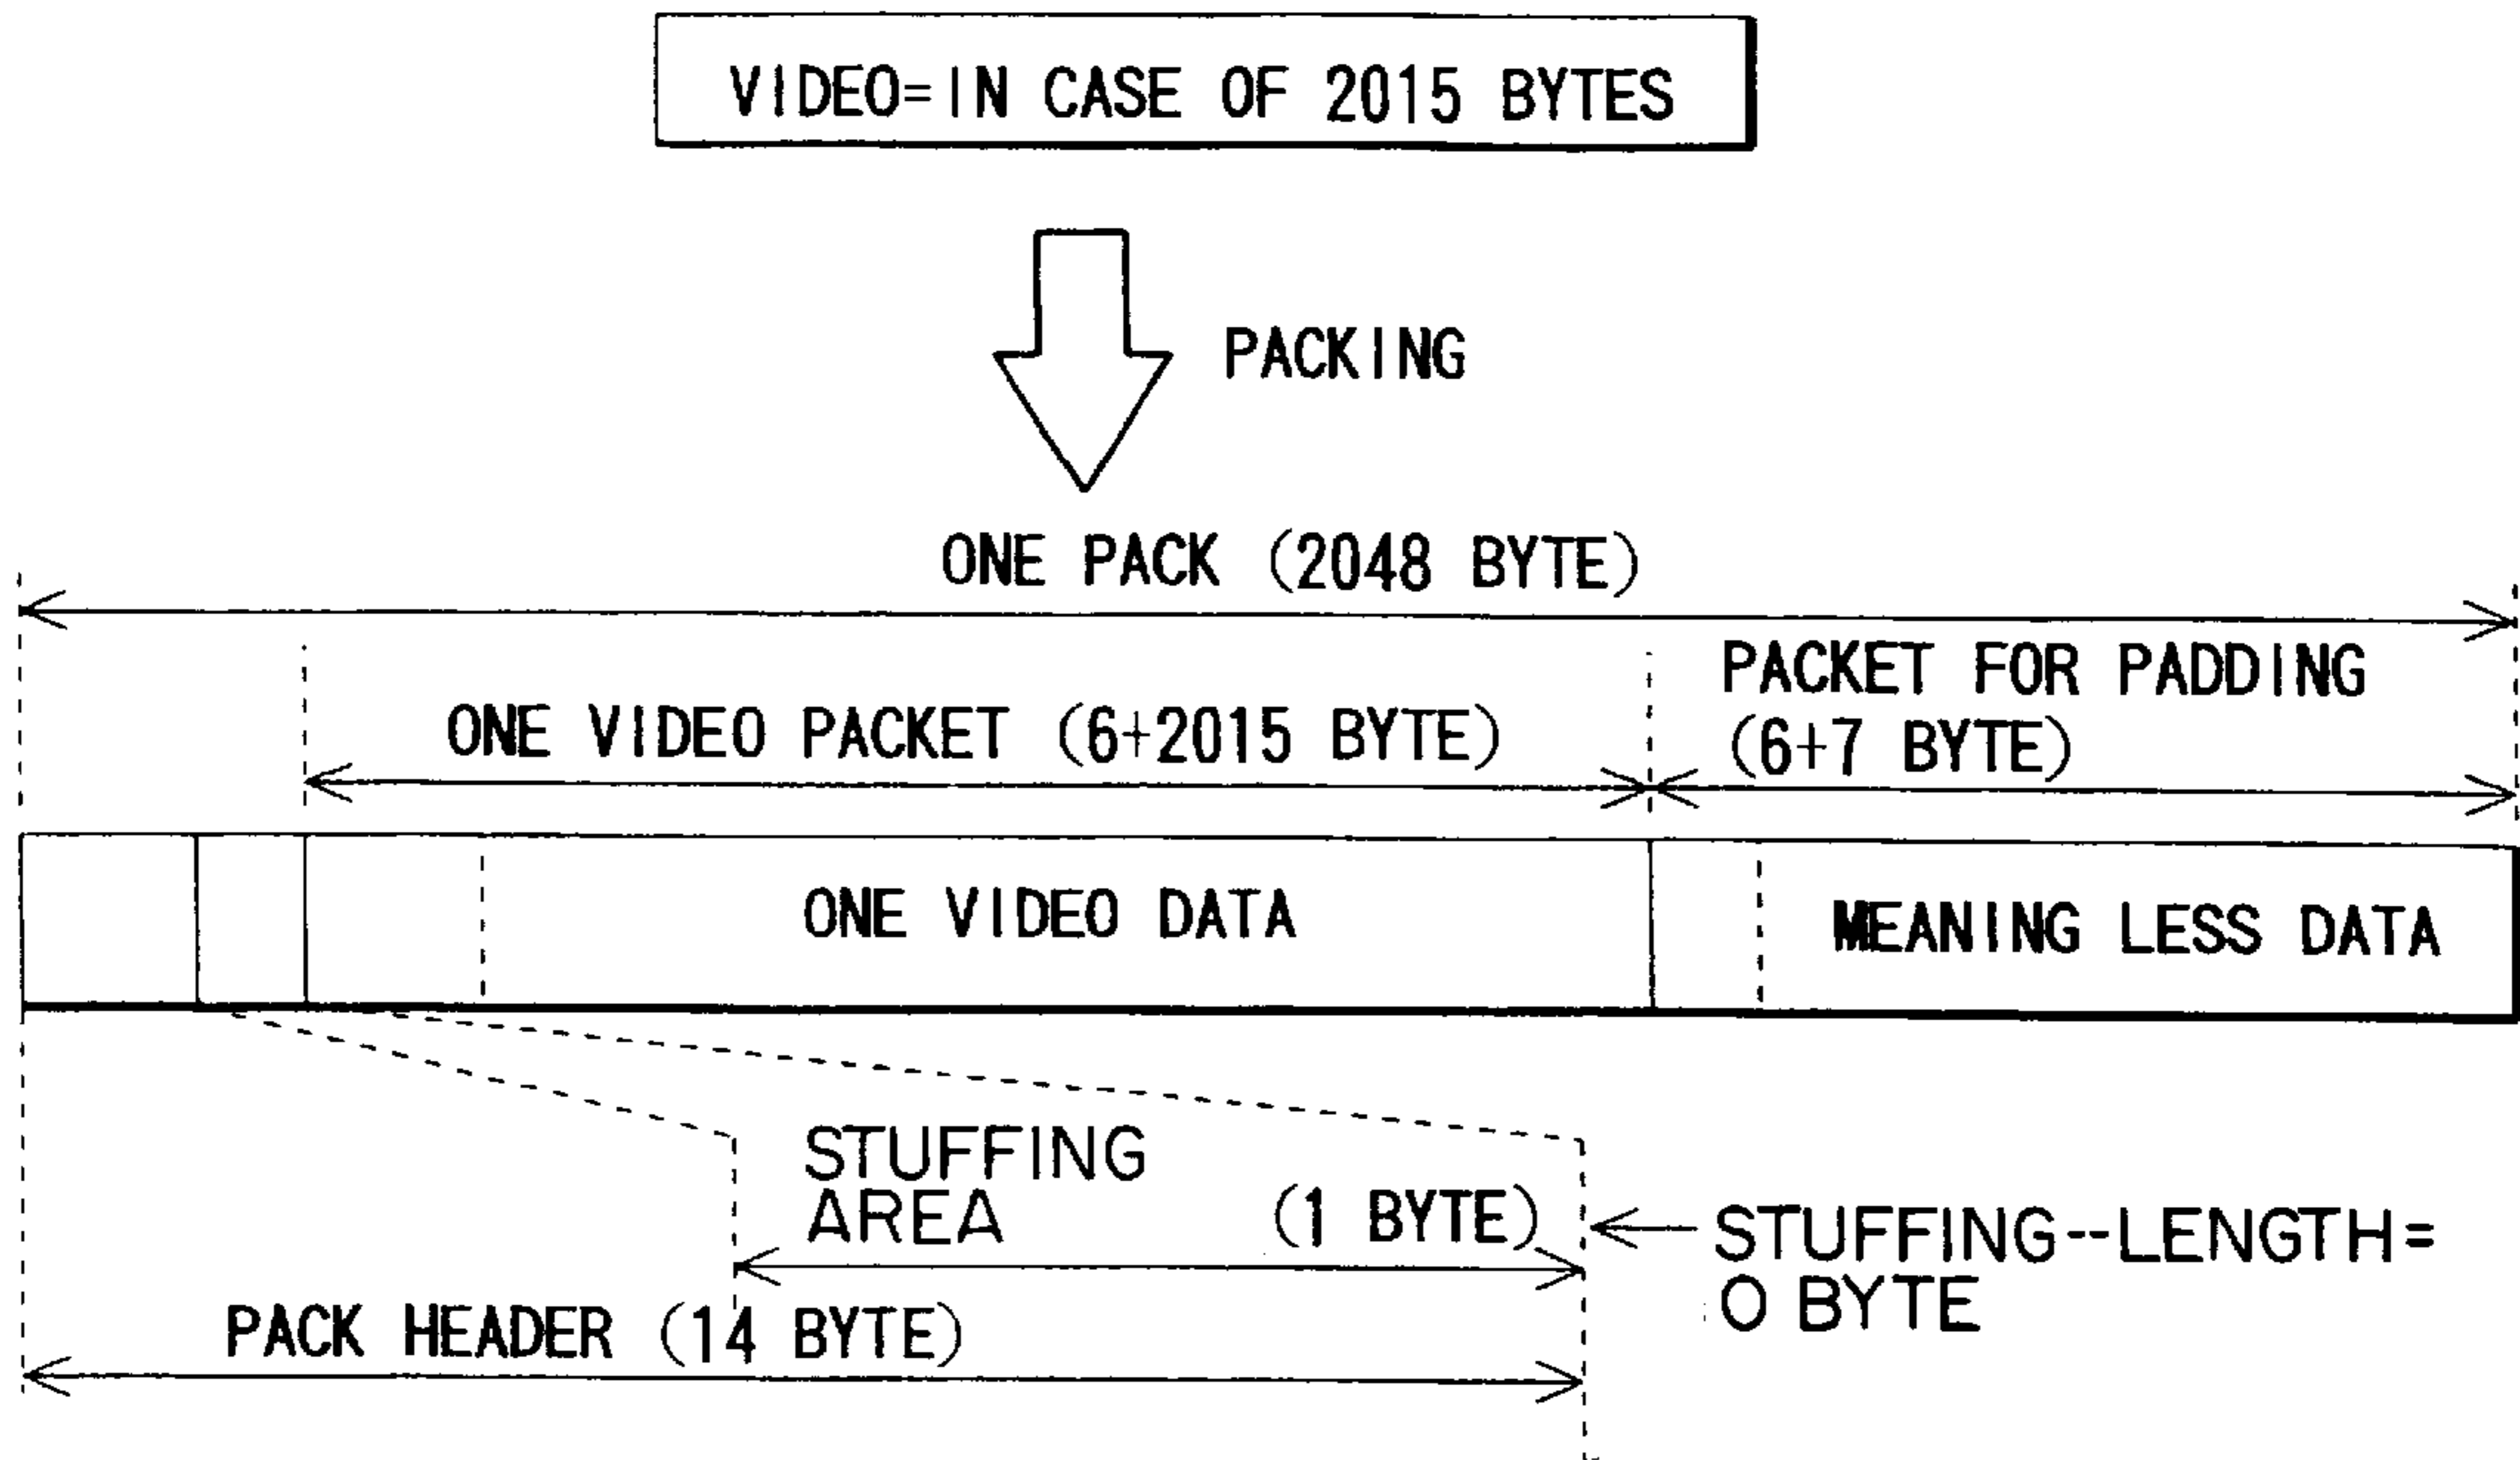 VIDEO=IN CASE OF 2015 BYTES
PACKING
ONE PACK (2048 BYTE)
PACKET FOR PADDING
(6+7 BYTE)
ONE VIDEO PACKET (6+2015 BYTE)
ONE VIDEO DATA
MEANING LESS DATA
STUFFING
AREA (1 BYTE)
STUFFING--LENGTH=
0 BYTE
PACK HEADER (14 BYTE)